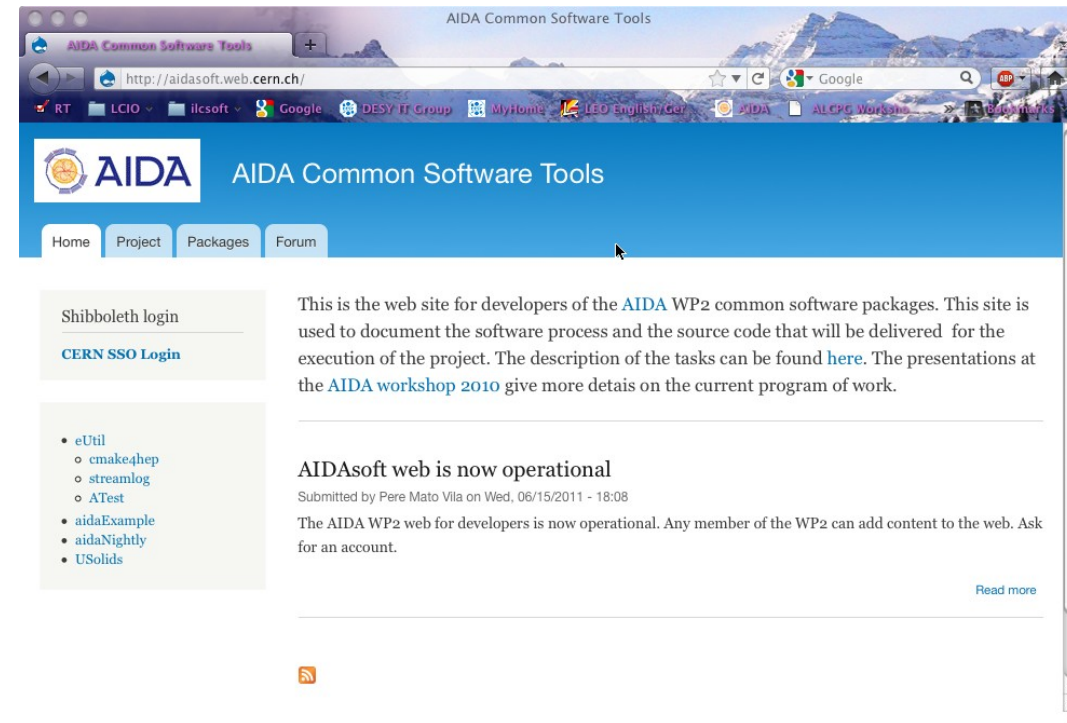 AIDA Common Software Tools
AIDA Common Software Tools +
http://aidasoft.web.cern.ch/ Google ABP
RT LCIO ilcsoft Google DESY IT Group MyHome LEO English/Ger AIDA ALCPG Worksho » Bookmarks
AIDA AIDA Common Software Tools
Home Project Packages Forum
Shibboleth login
CERN SSO Login
eUtil
cmake4hep
streamlog
ATest
aidaExample
aidaNightly
USolids
This is the web site for developers of the AIDA WP2 common software packages. This site is
used to document the software process and the source code that will be delivered for the
execution of the project. The description of the tasks can be found here. The presentations at
the AIDA workshop 2010 give more detais on the current program of work.
AIDAsoft web is now operational
Submitted by Pere Mato Vila on Wed, 06/15/2011 - 18:08
The AIDA WP2 web for developers is now operational. Any member of the WP2 can add content to the web. Ask
for an account.
Read more